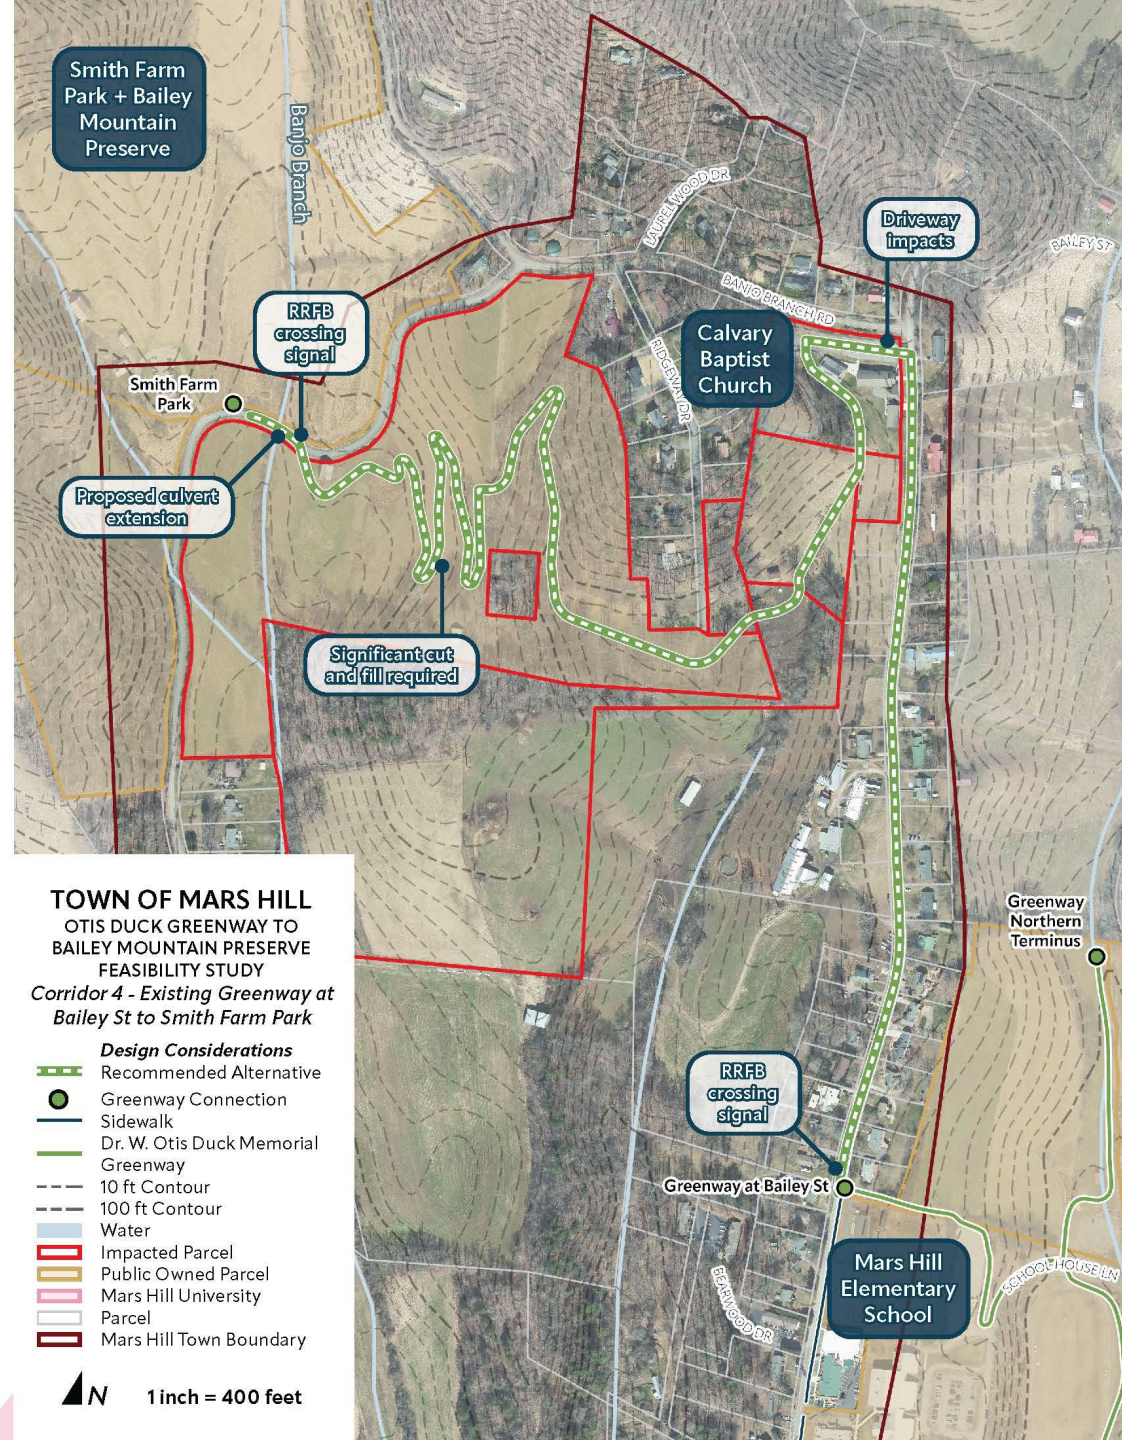 Smith Farm
Park + Bailey
Mountain
Preserve
Banjo Branch
LAUREL WOOD DR
Driveway
impacts
BAILEY ST
BANJO BRANCH RD
RRFB
crossing
signal
Calvary
Baptist
Church
RIDGEWAY DR
Smith Farm
Park
Proposed culvert
extension
Significant cut
and fill required
Greenway
Northern
Terminus
RRFB
crossing
signal
Greenway at Bailey St
Mars Hill
Elementary
School
SCHOOL HOUSE LN
BEARWOOD DR
TOWN OF MARS HILL
OTIS DUCK GREENWAY TO
BAILEY MOUNTAIN PRESERVE
FEASIBILITY STUDY
Corridor 4 - Existing Greenway at
Bailey St to Smith Farm Park
Design Considerations
Recommended Alternative
Greenway Connection
Sidewalk
Dr. W. Otis Duck Memorial
Greenway
10 ft Contour
100 ft Contour
Water
Impacted Parcel
Public Owned Parcel
Mars Hill University
Parcel
Mars Hill Town Boundary
N
1 inch = 400 feet